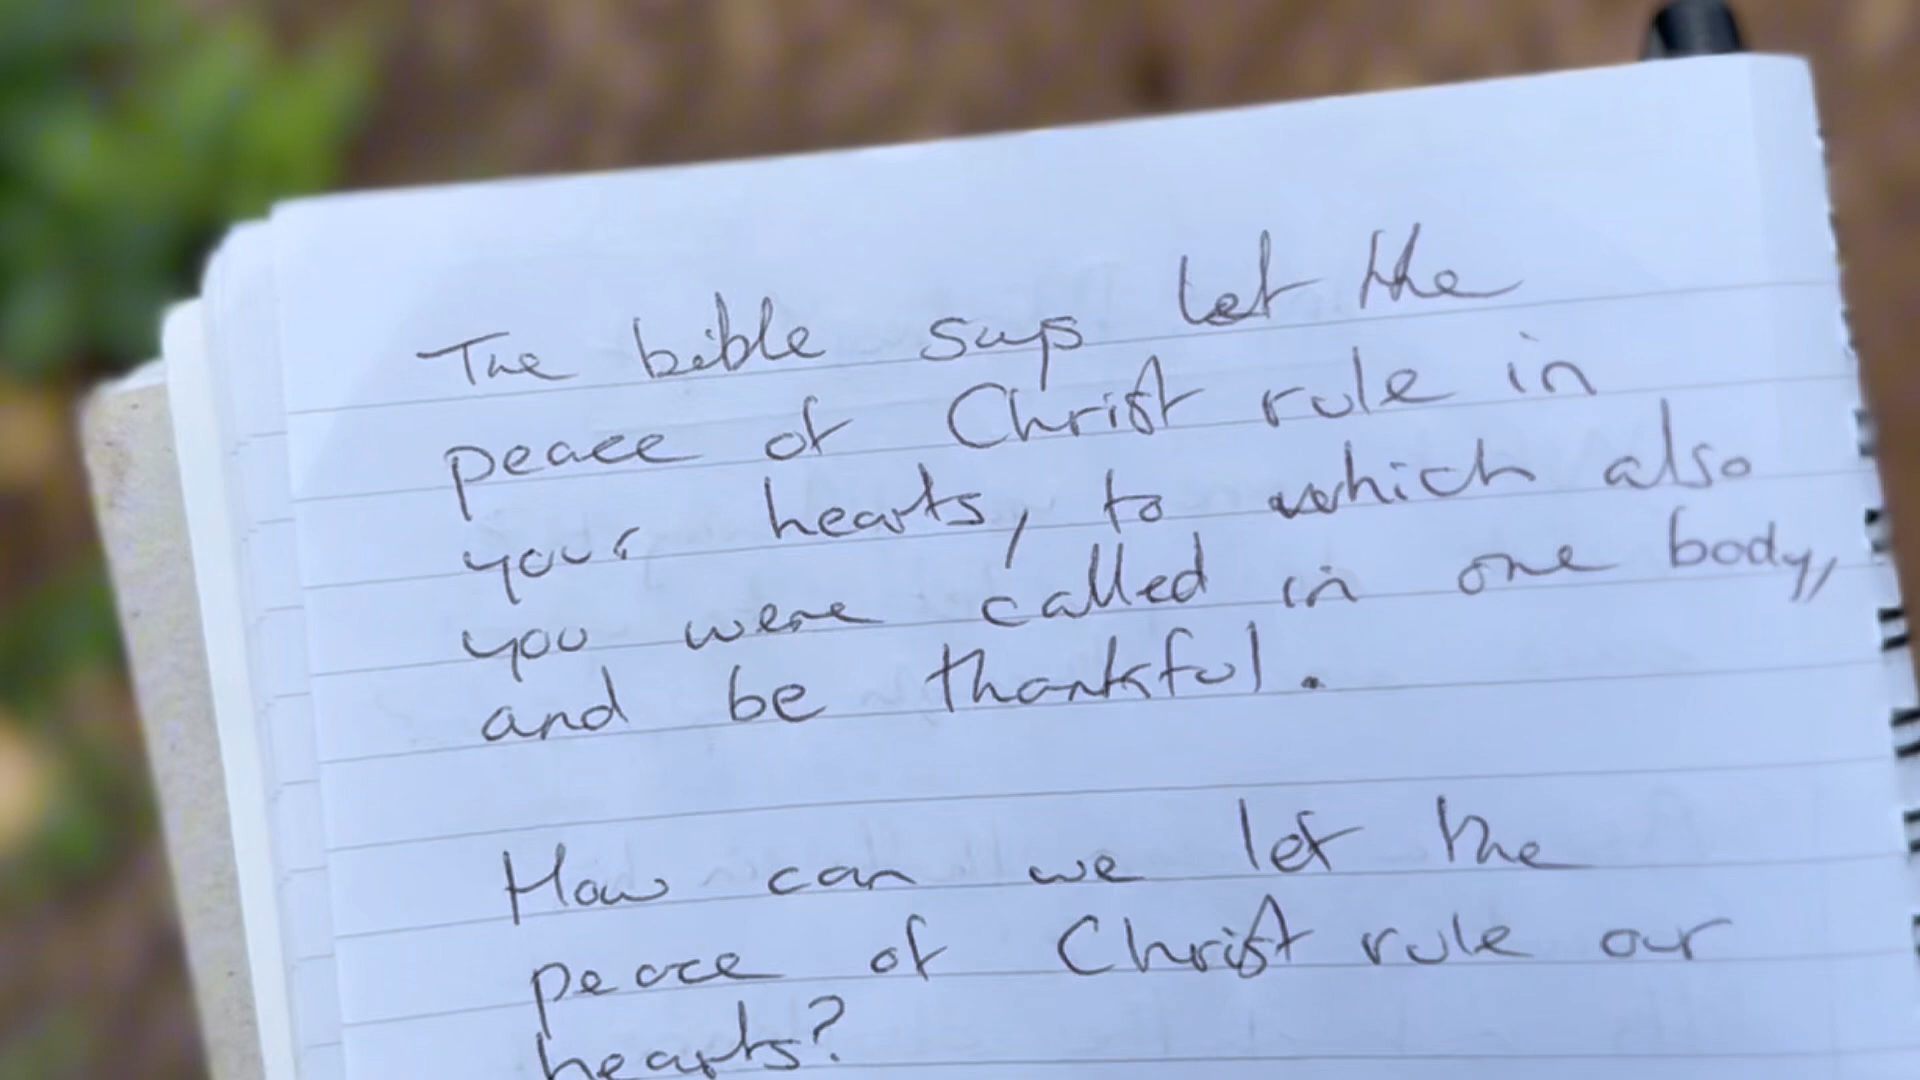 The bible says let the
peace of Christ rule in
your hearts, to which also
you were called in one body,
and be thankful.
How can we let the
peace of Christ rule our
hearts?